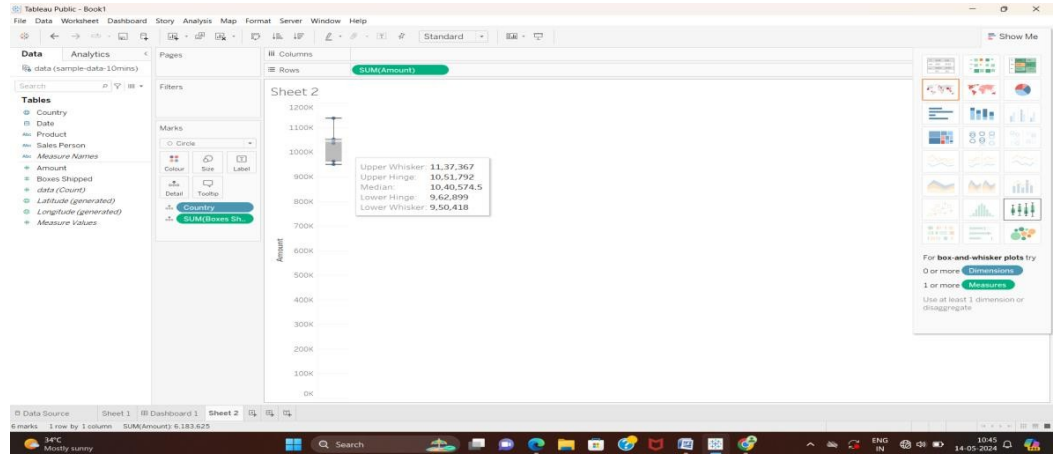 Tableau Public - Book1
File Data Worksheet Dashboard Story Analysis Map Format Server Window Help
Standard
Show Me
Data Analytics
Pages
Columns
Rows SUM(Amount)
data (sample-data-10mins)
Search
Filters
Tables
Country
Date
Product
Sales Person
Measure Names
Amount
Boxes Shipped
data (Count)
Latitude (generated)
Longitude (generated)
Measure Values
Marks
Circle
Colour Size Label
Detail Tooltip
Country
SUM(Boxes Sh..
Sheet 2
1200K
1100K
1000K
900K
800K
700K
600K
500K
400K
300K
200K
100K
0K
Amount
Upper Whisker: 11,37,367
Upper Hinge: 10,51,792
Median: 10,40,574.5
Lower Hinge: 9,62,899
Lower Whisker: 9,50,418
For box-and-whisker plots try
0 or more Dimensions
1 or more Measures
Use at least 1 dimension or
disaggregate
Data Source Sheet 1 Dashboard 1 Sheet 2
6 marks 1 row by 1 column SUM(Amount): 6,183,625
34°C
Mostly sunny
Search
ENG
IN
10:45
14-05-2024